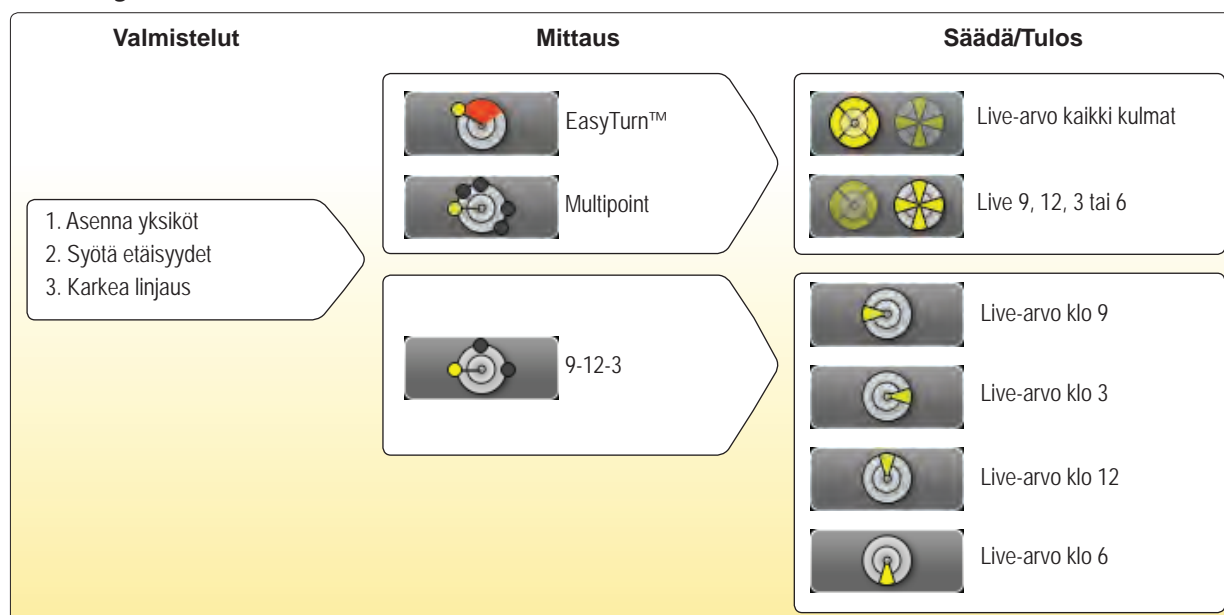 Valmistelut
1. Asenna yksiköt
2. Syötä etäisyydet
3. Karkea linjaus
Mittaus
EasyTurn™
Multipoint
9-12-3
Säädä/Tulos
Live-arvo kaikki kulmat
Live 9, 12, 3 tai 6
Live-arvo klo 9
Live-arvo klo 3
Live-arvo klo 12
Live-arvo klo 6